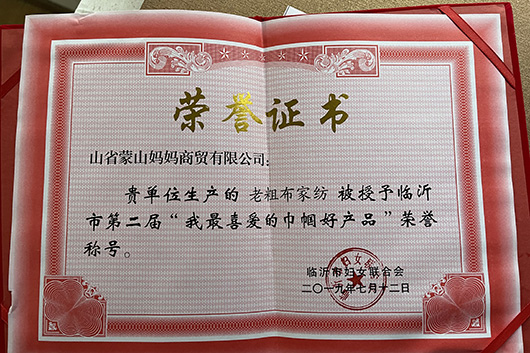 荣誉证书
山省蒙山妈妈商贸有限公司：
贵单位生产的 老粗布家纺 被授予临沂
市第二届“我最喜爱的巾帼好产品”荣誉
称号。
临沂市妇女联合会
二〇一九年七月十二日